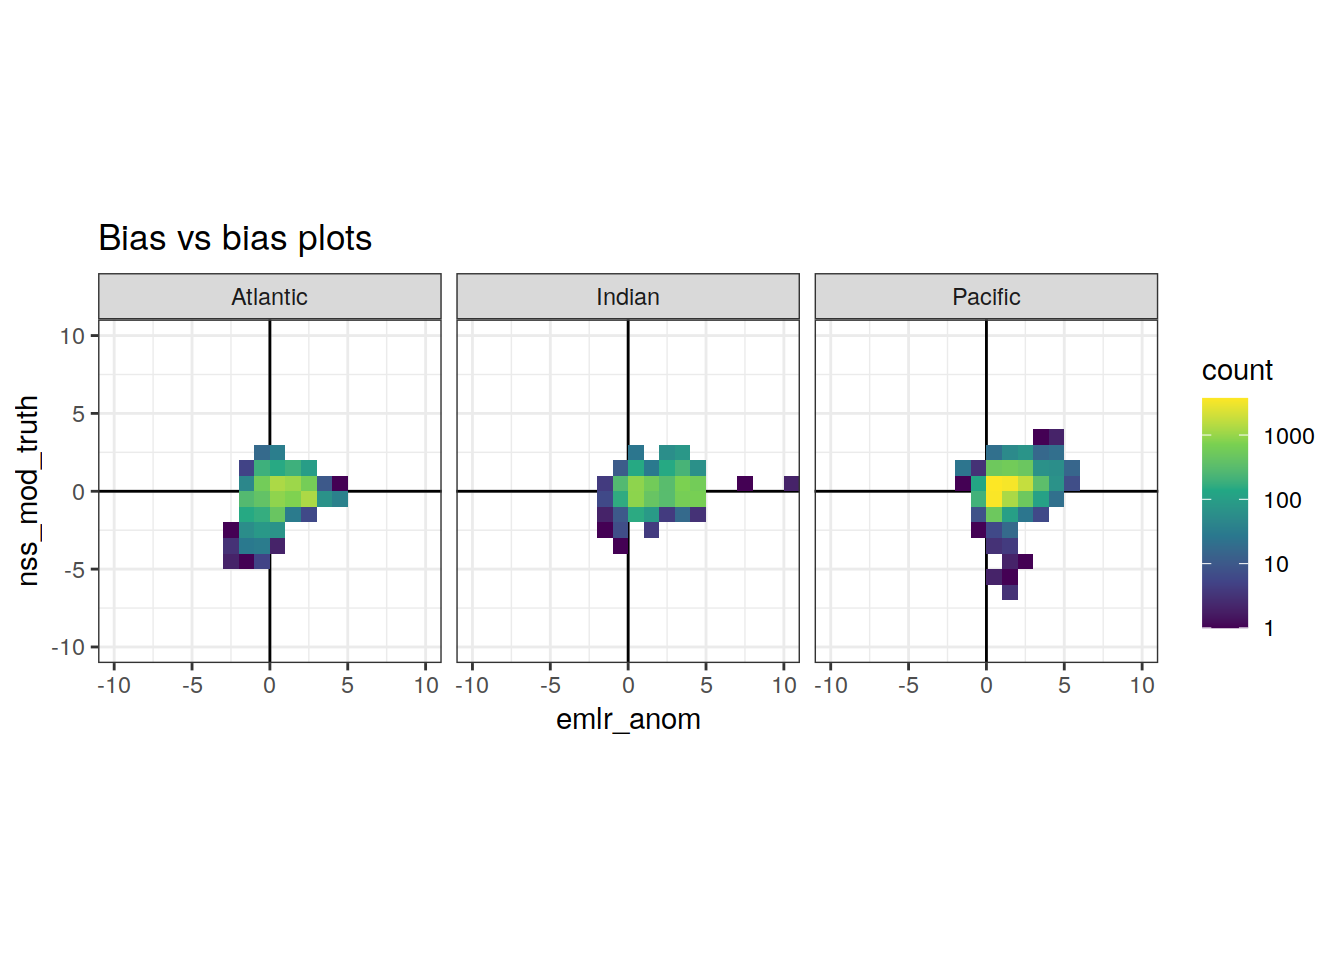 Bias vs bias plots
Atlantic Indian Pacific
10
5
0
-5
-10
-10 -5 0 5 10 -10 -5 0 5 10 -10 -5 0 5 10
emlr_anom
nss_mod_truth
count
1000
100
10
1